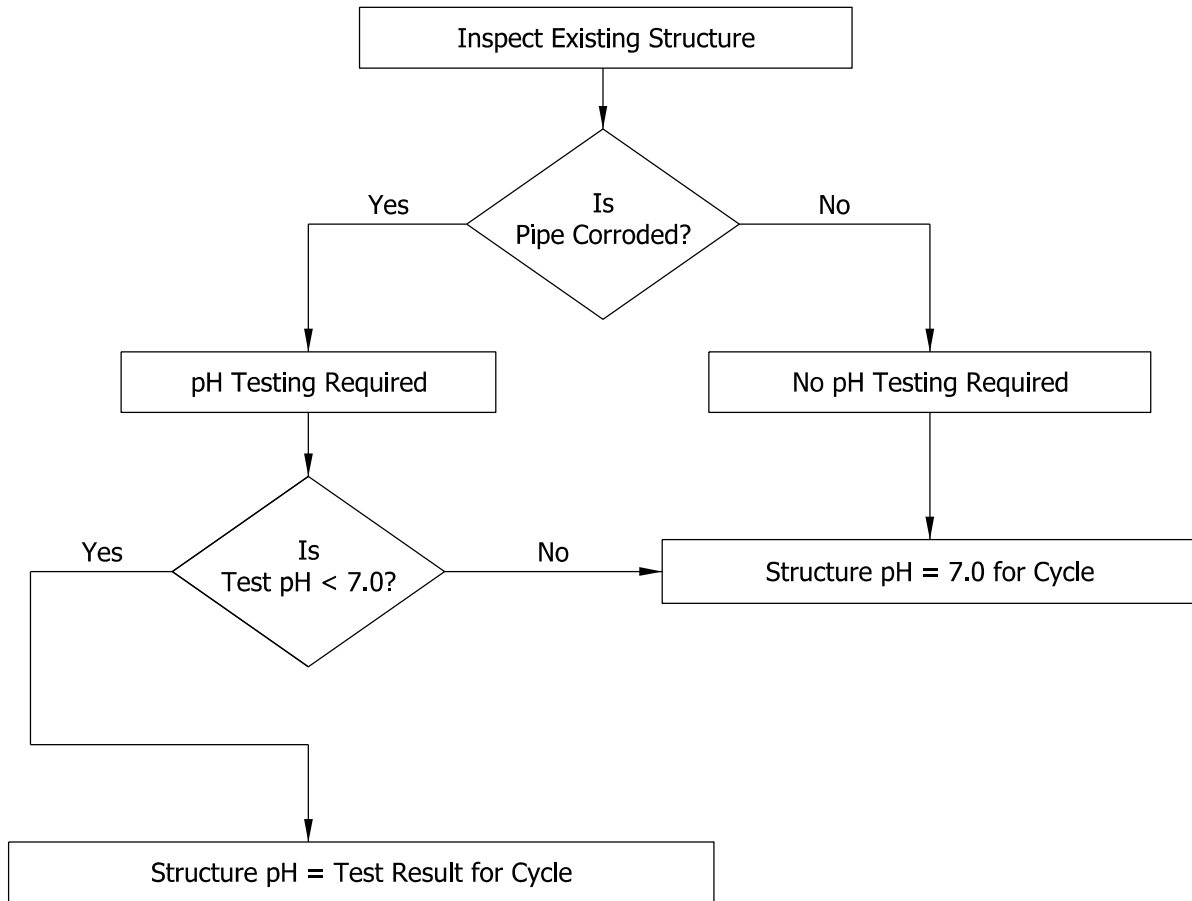 Inspect Existing Structure
Is
Pipe Corroded?
Yes
No
pH Testing Required
No pH Testing Required
Is
Test pH < 7.0?
Yes
No
Structure pH = 7.0 for Cycle
Structure pH = Test Result for Cycle